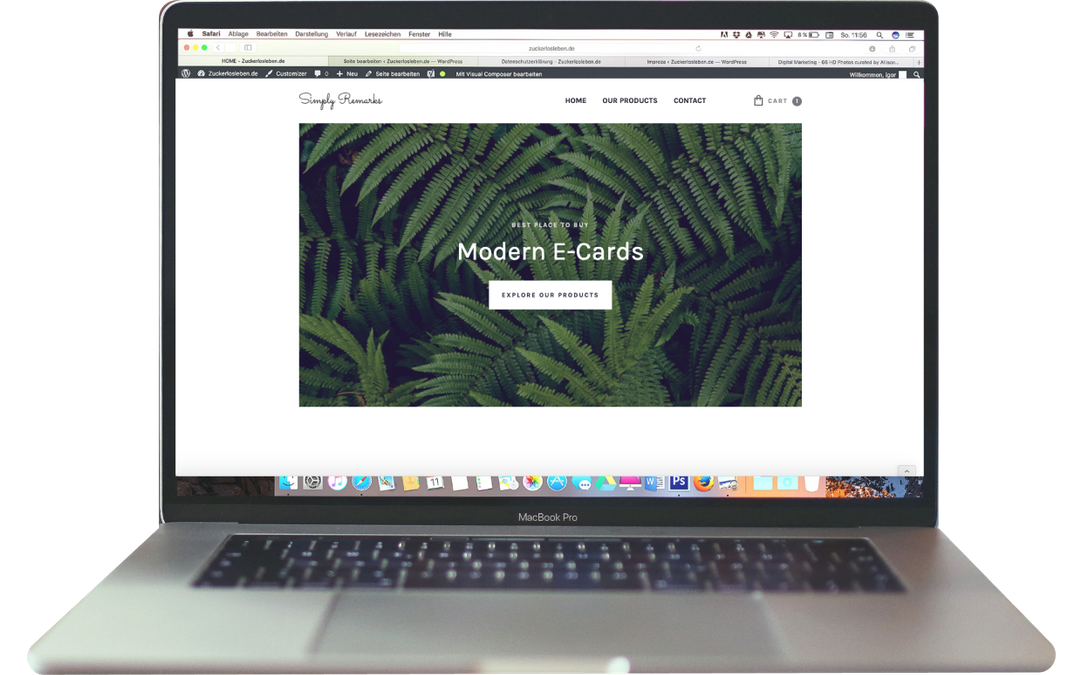 Safari Ablage Bearbeiten Darstellung Verlauf Lesezeichen Fenster Hilfe 8% So. 11:56
zuckerlosleben.de
HOME - Zuckerlosleben.de Seite bearbeiten ‹ Zuckerlosleben.de — WordPress Datenschutzerklärung - Zuckerlosleben.de Impress ‹ Zuckerlosleben.de — WordPress Digital Marketing - 66 HD Photos curated by Alison...
Zuckerlosleben.de Customizer 0 Neu Seite bearbeiten Mit Visual Composer bearbeiten Willkommen, Igor
Simply Remarks HOME OUR PRODUCTS CONTACT CART 1
BEST PLACE TO BUY
Modern E-Cards
EXPLORE OUR PRODUCTS
11 W Ps
MacBook Pro